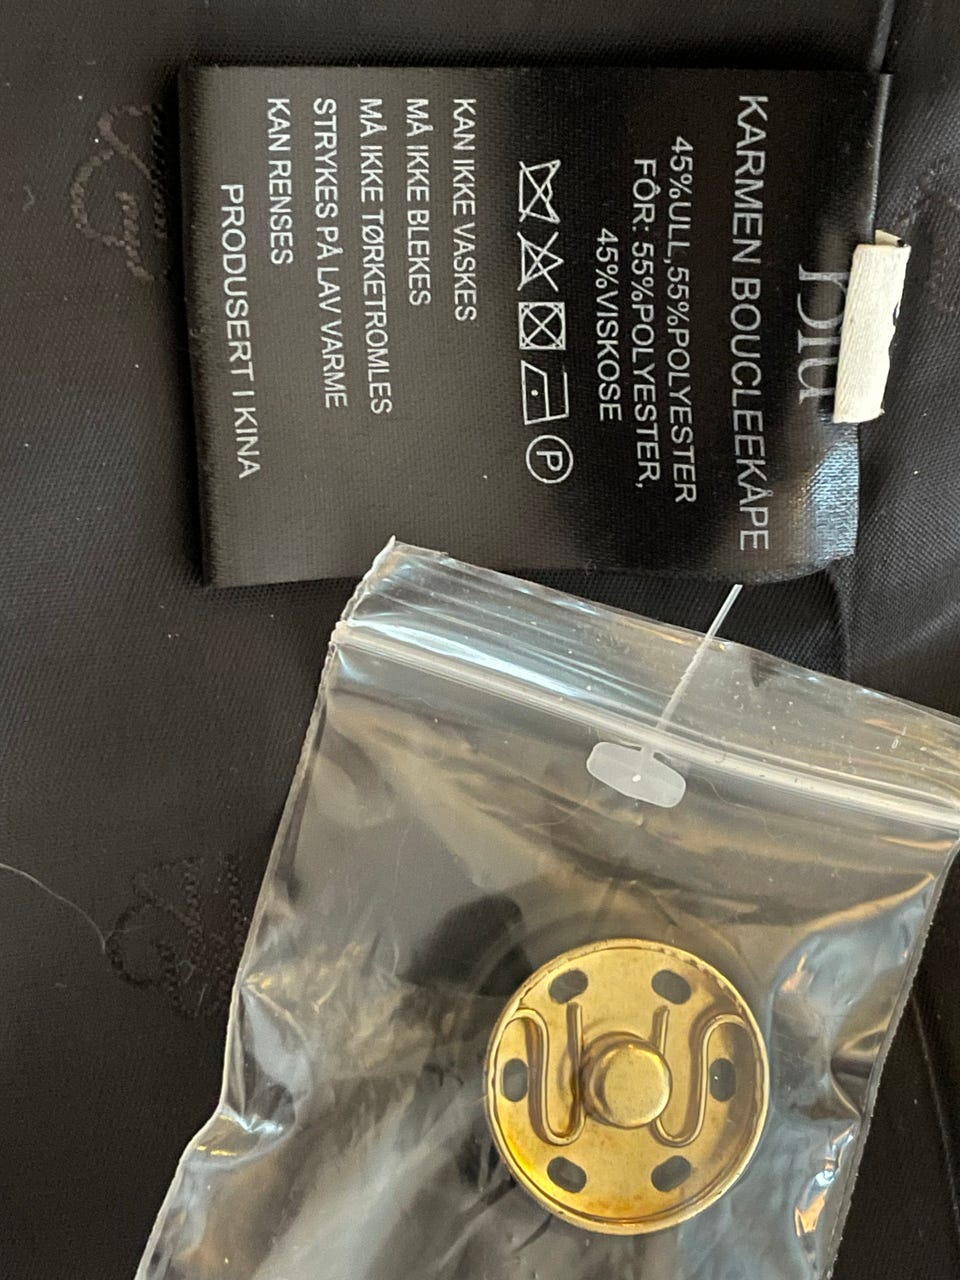 KARMEN BOUCLEEKÅPE
45%ULL,55%POLYESTER
FÔR: 55%POLYESTER,
45%VISKOSE
P
KAN IKKE VASKES
MÅ IKKE BLEKES
MÅ IKKE TØRKETROMLES
STRYKES PÅ LAV VARME
KAN RENSES
PRODUSERT I KINA